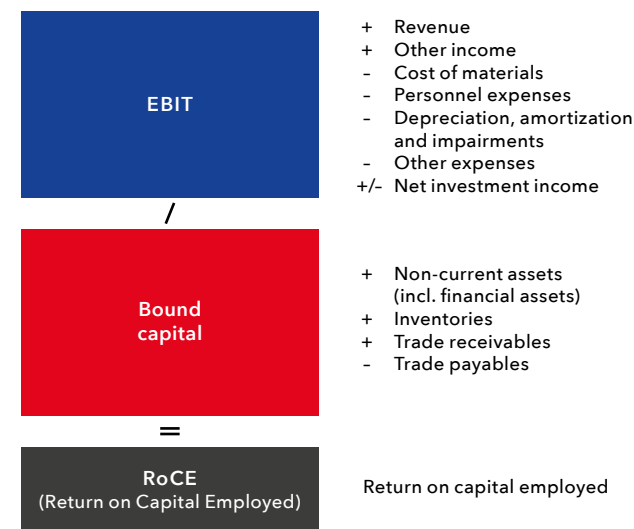 EBIT
+ Revenue
+ Other income
– Cost of materials
– Personnel expenses
– Depreciation, amortization
and impairments
– Other expenses
+/– Net investment income
/
Bound
capital
+ Non-current assets
(incl. financial assets)
+ Inventories
+ Trade receivables
– Trade payables
=
RoCE
(Return on Capital Employed)
Return on capital employed